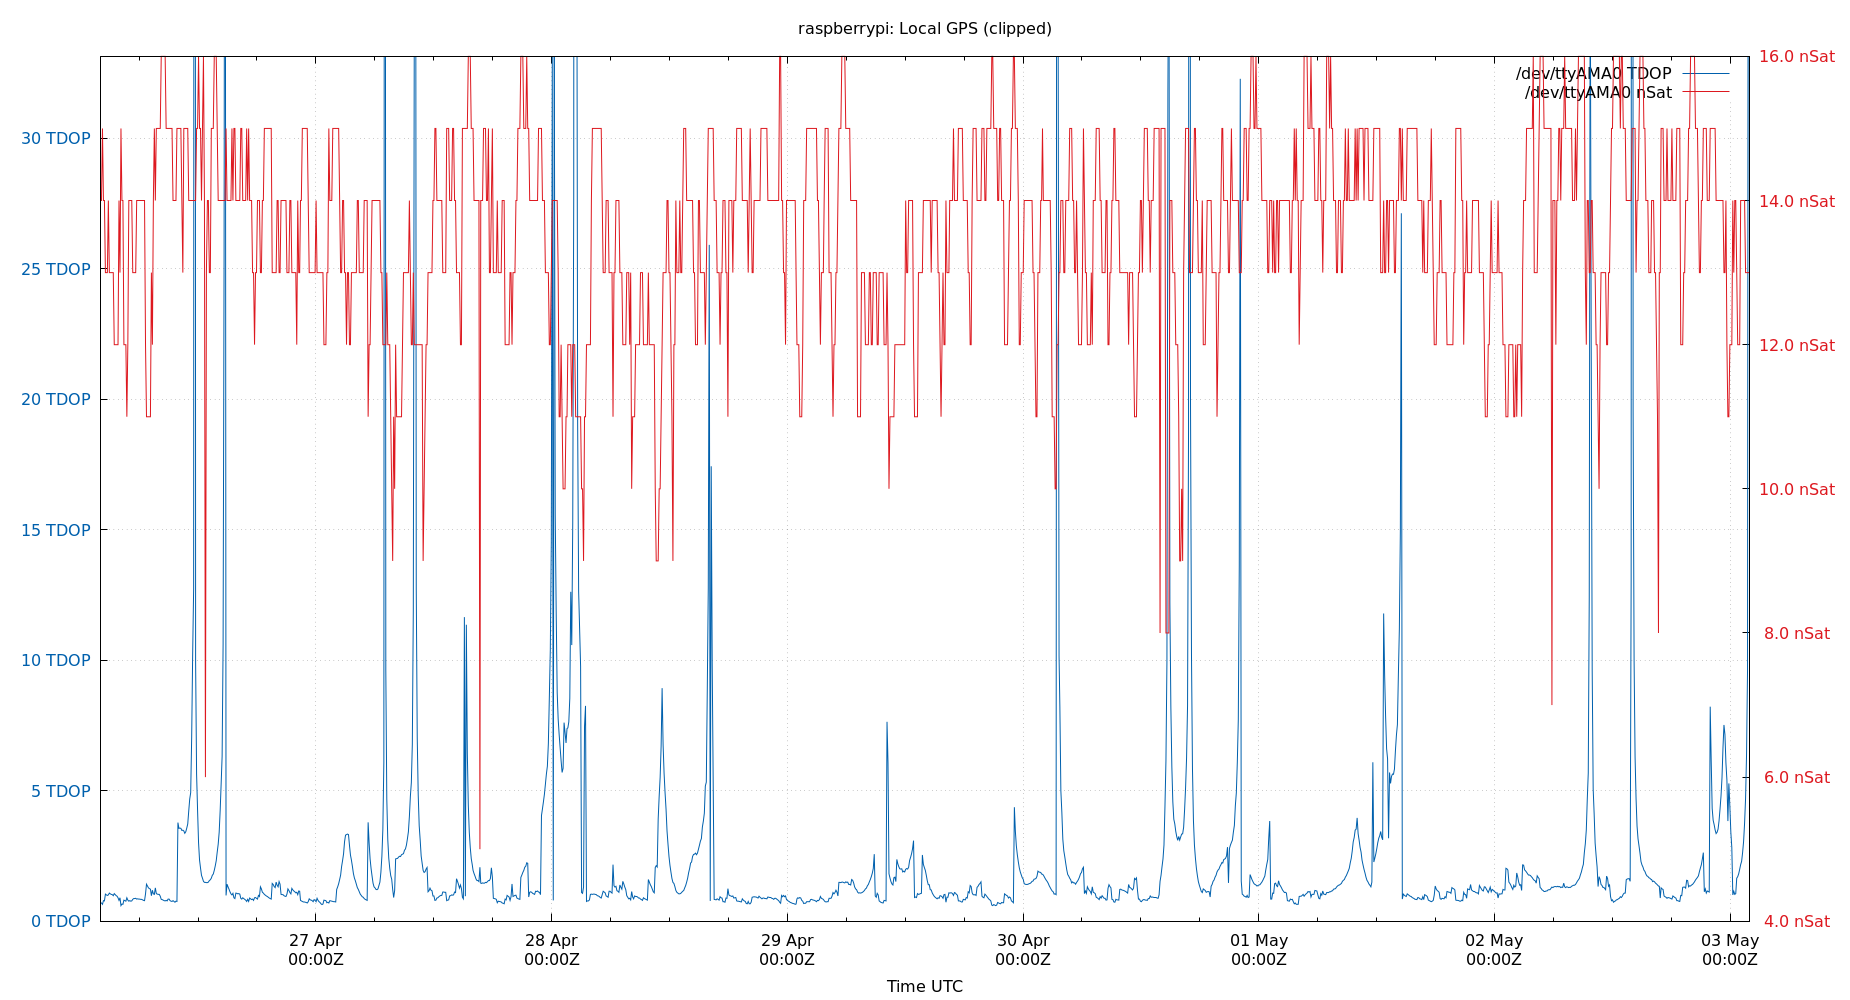 raspberrypi: Local GPS (clipped)
16.0 nSat
/dev/ttyAMA0 TDOP
/dev/ttyAMA0 nSat
30 TDOP
14.0 nSat
25 TDOP
12.0 nSat
20 TDOP
10.0 nSat
15 TDOP
8.0 nSat
10 TDOP
6.0 nSat
5 TDOP
0 TDOP
4.0 nSat
27 Apr 28 Apr 29 Apr 30 Apr 01 May 02 May 03 May
00:00Z 00:00Z 00:00Z 00:00Z 00:00Z 00:00Z 00:00Z
Time UTC